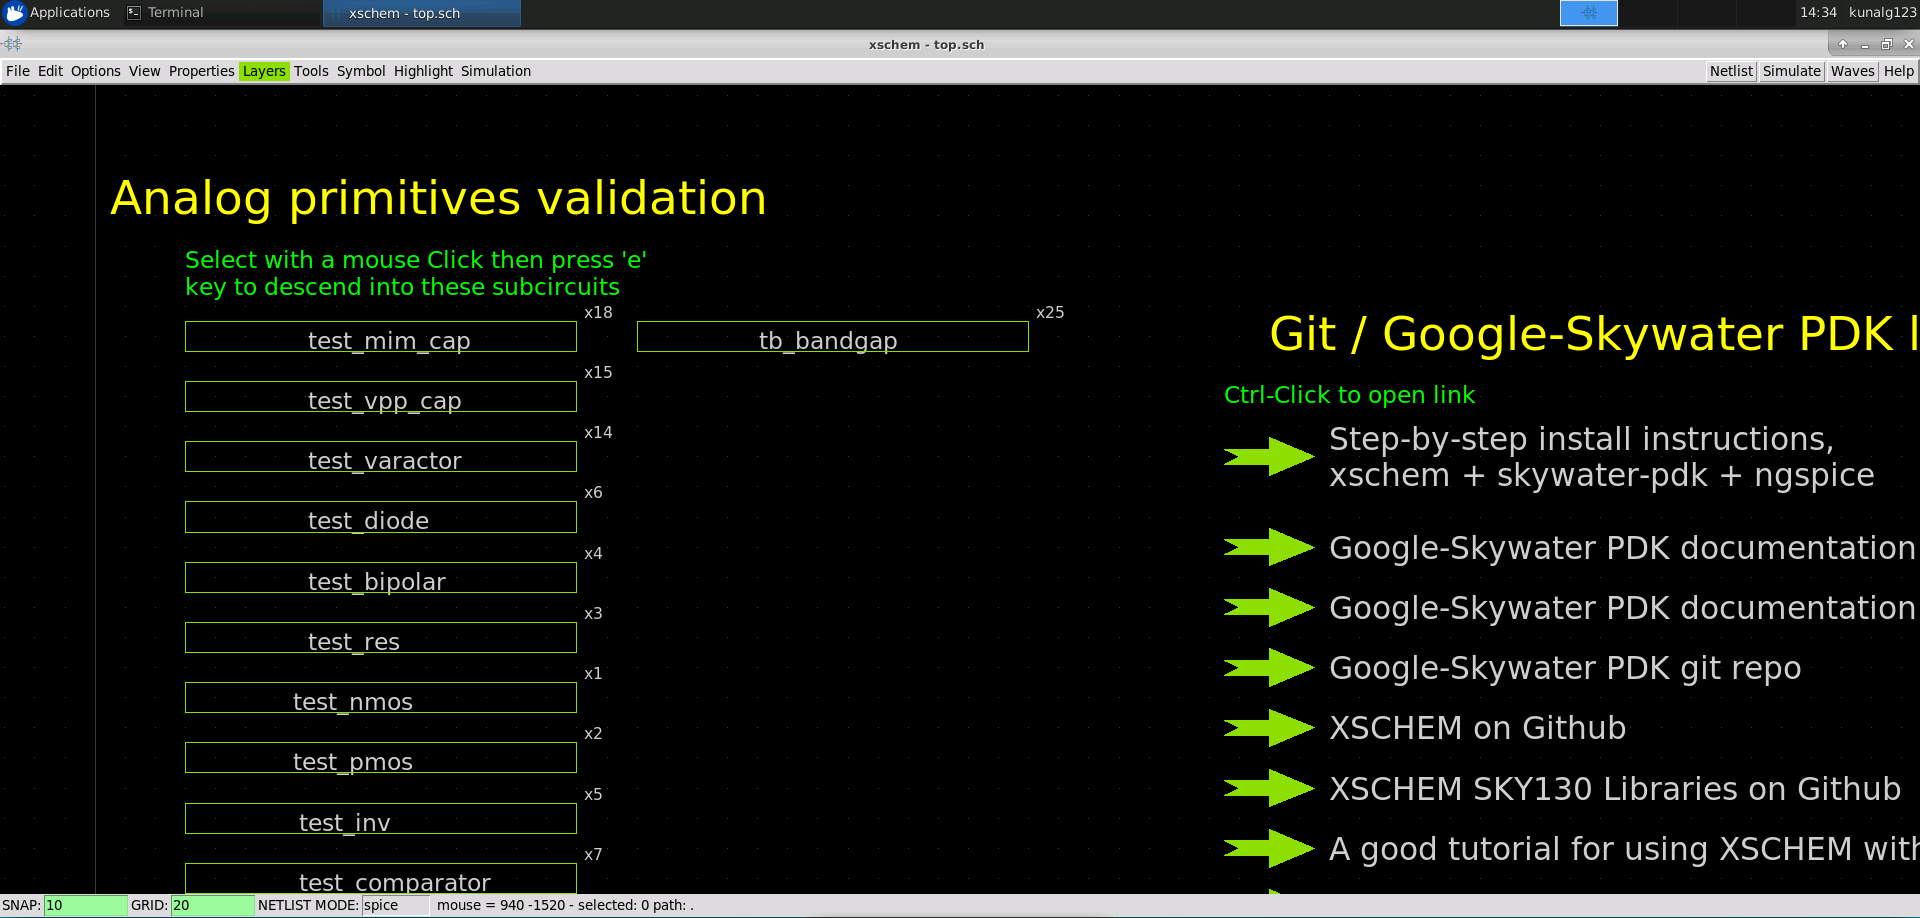 Applications
Terminal
xschem - top.sch
14:34 kunalg123
xschem - top.sch
File Edit Options View Properties Layers Tools Symbol Highlight Simulation
Netlist Simulate Waves Help
Analog primitives validation
Select with a mouse Click then press 'e'
key to descend into these subcircuits
x18
test_mim_cap
x25
tb_bandgap
x15
test_vpp_cap
x14
test_varactor
x6
test_diode
x4
test_bipolar
x3
test_res
x1
test_nmos
x2
test_pmos
x5
test_inv
x7
test_comparator
Git / Google-Skywater PDK
Ctrl-Click to open link
Step-by-step install instructions,
xschem + skywater-pdk + ngspice
Google-Skywater PDK documentation
Google-Skywater PDK documentation
Google-Skywater PDK git repo
XSCHEM on Github
XSCHEM SKY130 Libraries on Github
A good tutorial for using XSCHEM with
SNAP: 10 GRID: 20 NETLIST MODE: spice mouse = 940 -1520 - selected: 0 path: .